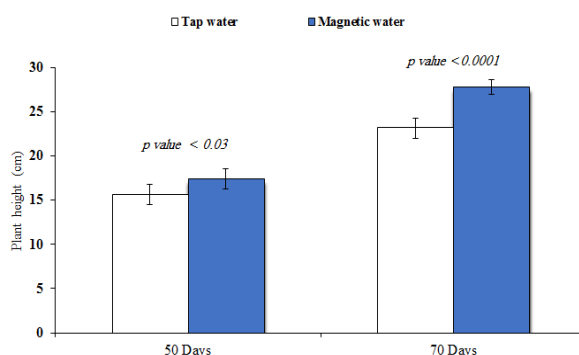 Tap water Magnetic water
p value <0.0001
30
25
p value < 0.03
20
15
10
5
0
Plant height (cm)
50 Days 70 Days